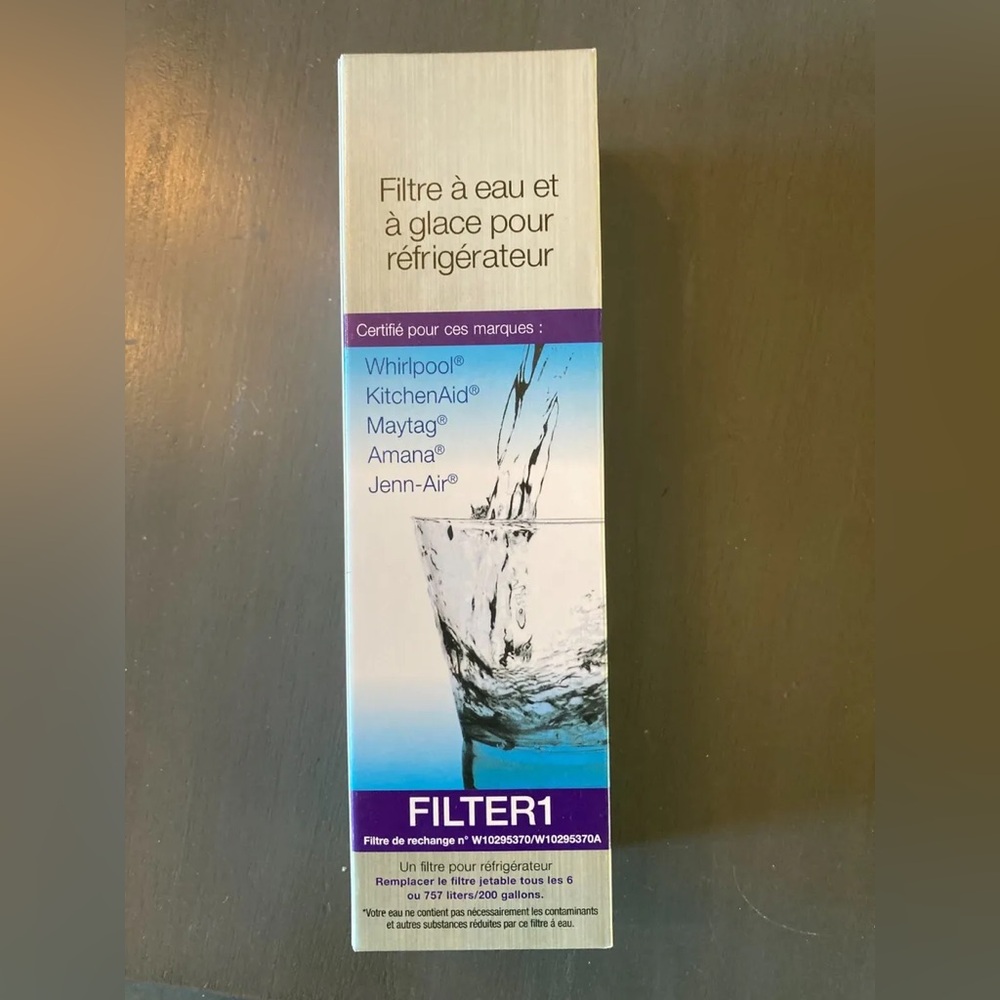 Filtre à eau et
à glace pour
réfrigérateur
Certifié pour ces marques :
Whirlpool®
KitchenAid®
Maytag®
Amana®
Jenn-Air®
FILTER1
Filtre de rechange n° W10295370/W10295370A
Un filtre pour réfrigérateur
Remplacer le filtre jetable tous les 6
ou 757 liters/200 gallons.
*Votre eau ne contient pas nécessairement les contaminants
et autres substances réduites par ce filtre á eau.